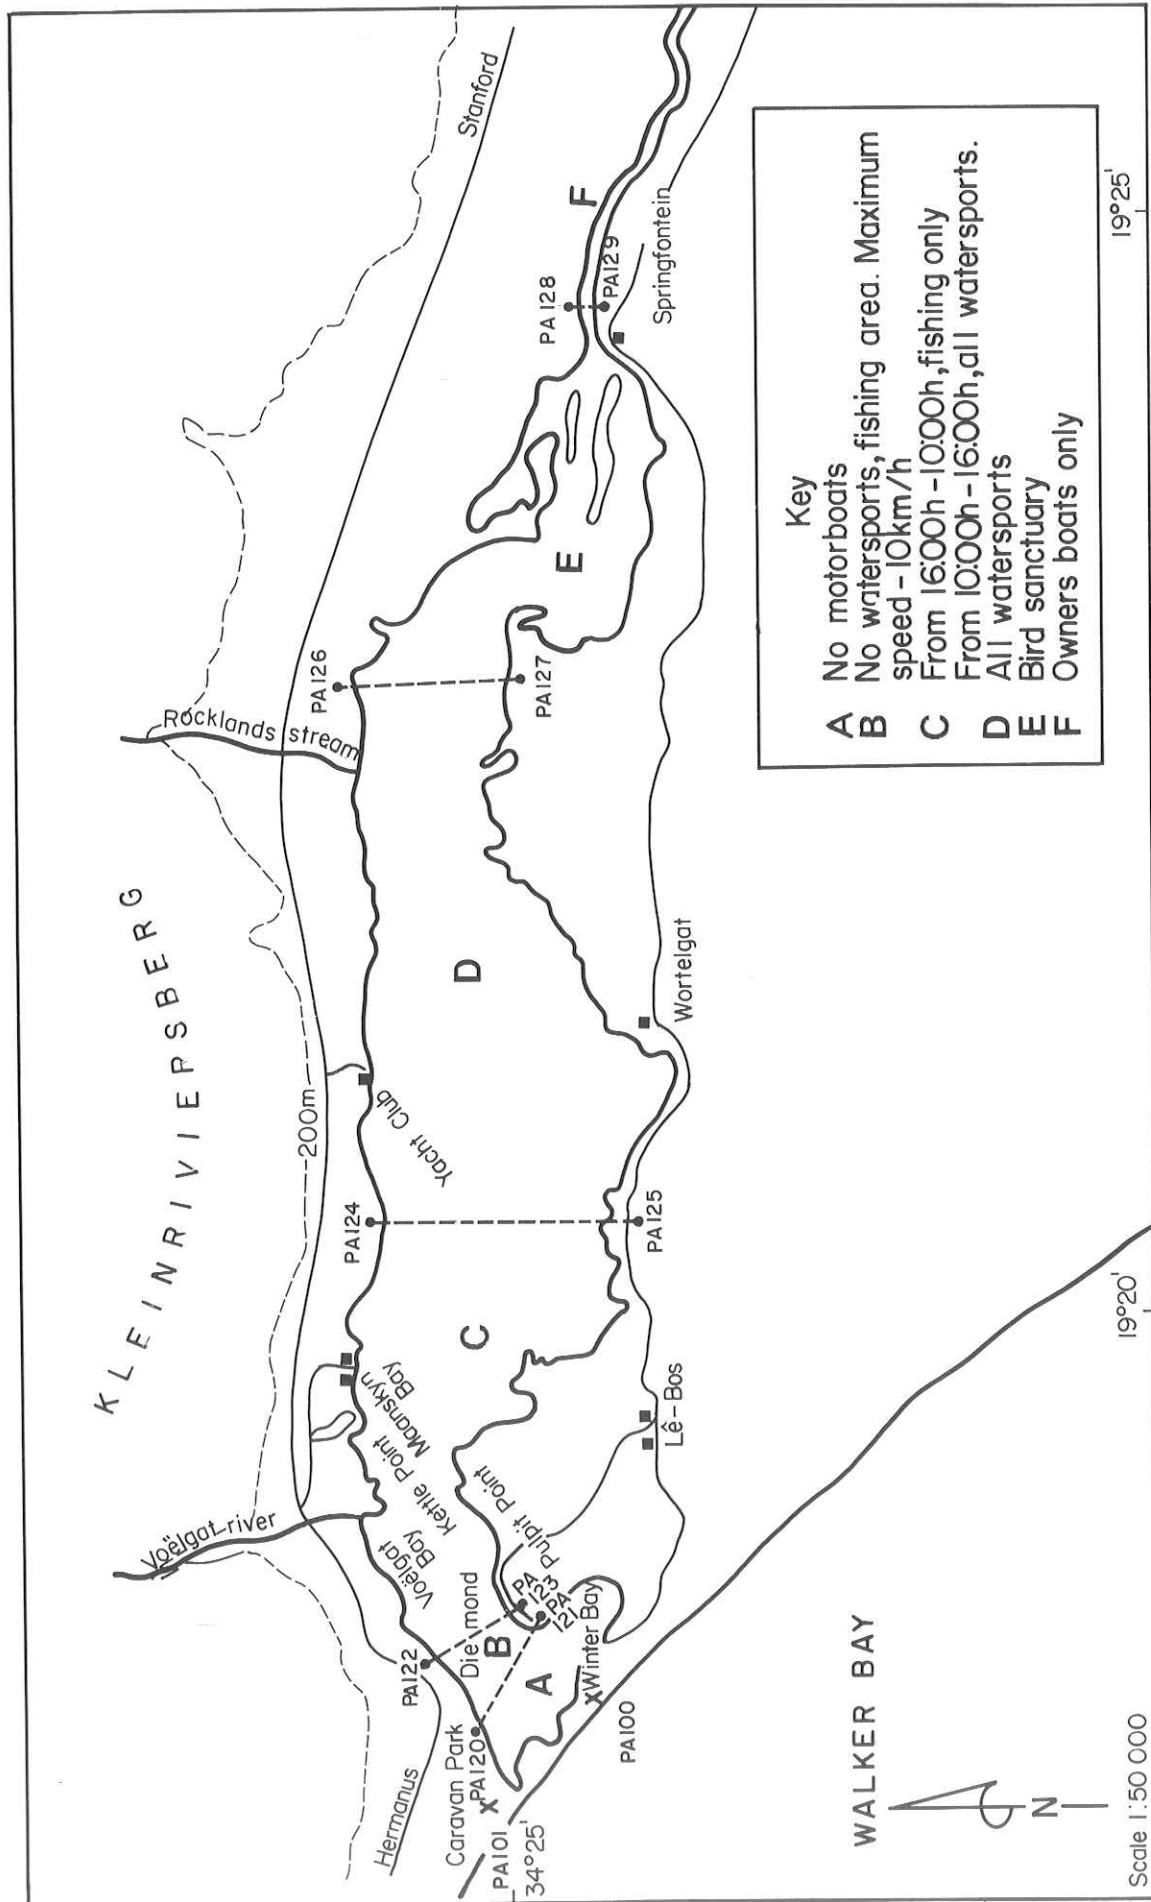 KLEINRIVIERSBERG
Stanford
Rocklands stream
200m
Voëlgat-river
Hermanus
Caravan Park
PA120
PA101
34°25'
PA122
Die mond
Voëlgat
Bay
Kettle Point
Maanskyn
Bay
PA124
Yacht Club
PA126
PA127
PA128
PA129
F
E
D
C
B
A
Springfontein
Wortelgat
PA125
Lê-Bos
Pulpit Point
PA
123
PA
121
Winter Bay
PA100
WALKER BAY
N
Scale 1:50 000
19°20'
19°25'
Key
A No motorboats
B No watersports, fishing area. Maximum
speed - 10km/h
C From 16:00h - 10:00h, fishing only
From 10:00h - 16:00h, all watersports.
D All watersports
E Bird sanctuary
F Owners boats only